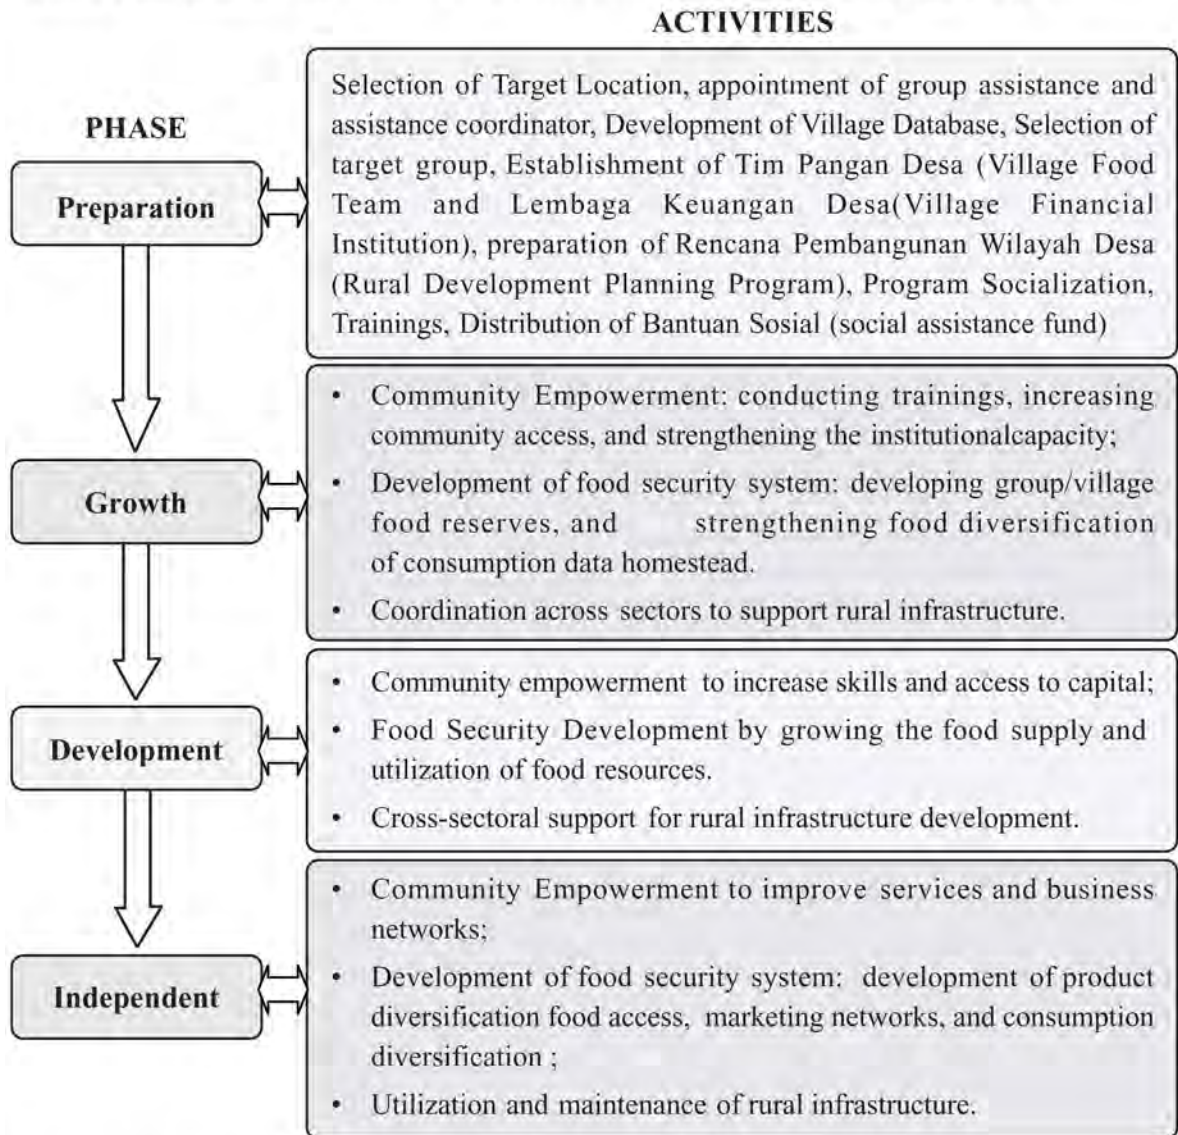 ACTIVITIES
PHASE
Preparation
Selection of Target Location, appointment of group assistance and
assistance coordinator, Development of Village Database, Selection of
target group, Establishment of Tim Pangan Desa (Village Food
Team and Lembaga Keuangan Desa(Village Financial
Institution), preparation of Rencana Pembangunan Wilayah Desa
(Rural Development Planning Program), Program Socialization,
Trainings, Distribution of Bantuan Sosial (social assistance fund)
Growth
• Community Empowerment: conducting trainings, increasing
community access, and strengthening the institutionalcapacity;
• Development of food security system: developing group/village
food reserves, and strengthening food diversification
of consumption data homestead.
• Coordination across sectors to support rural infrastructure.
Development
• Community empowerment to increase skills and access to capital;
• Food Security Development by growing the food supply and
utilization of food resources.
• Cross-sectoral support for rural infrastructure development.
Independent
• Community Empowerment to improve services and business
networks;
• Development of food security system: development of product
diversification food access, marketing networks, and consumption
diversification ;
• Utilization and maintenance of rural infrastructure.